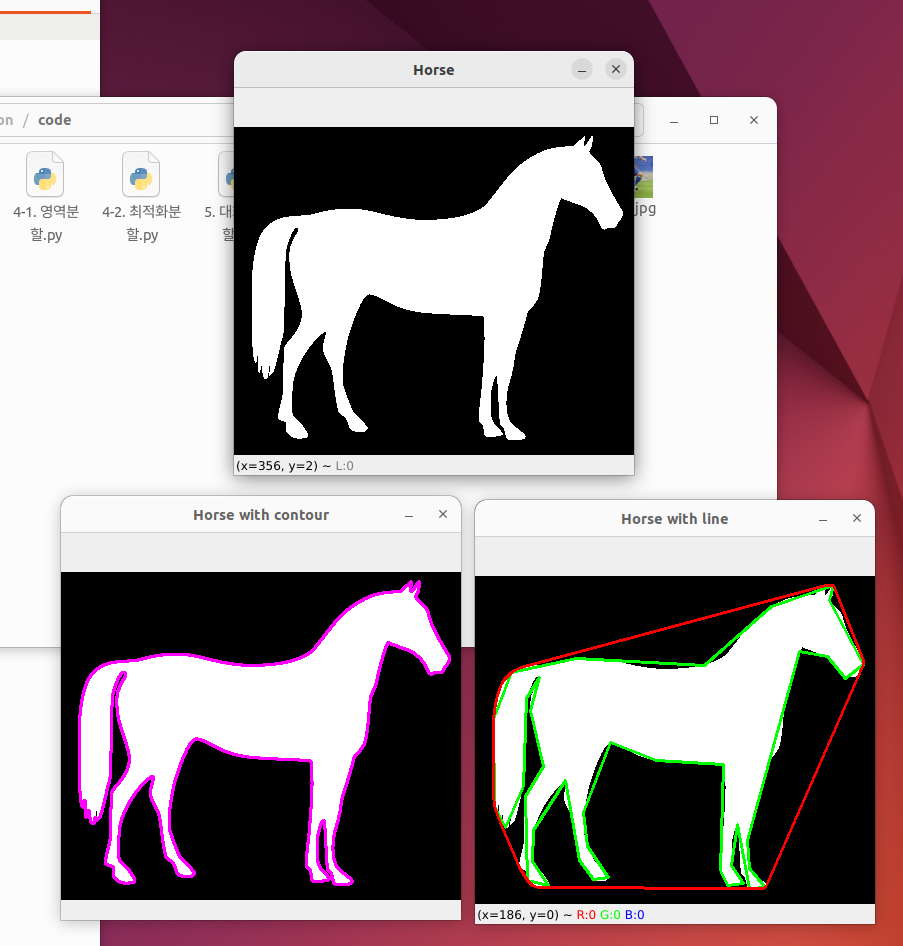 Horse
on / code
4-1. 영역분
할.py
4-2. 최적화분
할.py
5. 대
할
.jpg
(x=356, y=2) ~ L:0
Horse with contour
Horse with line
(x=186, y=0) ~ R:0 G:0 B:0